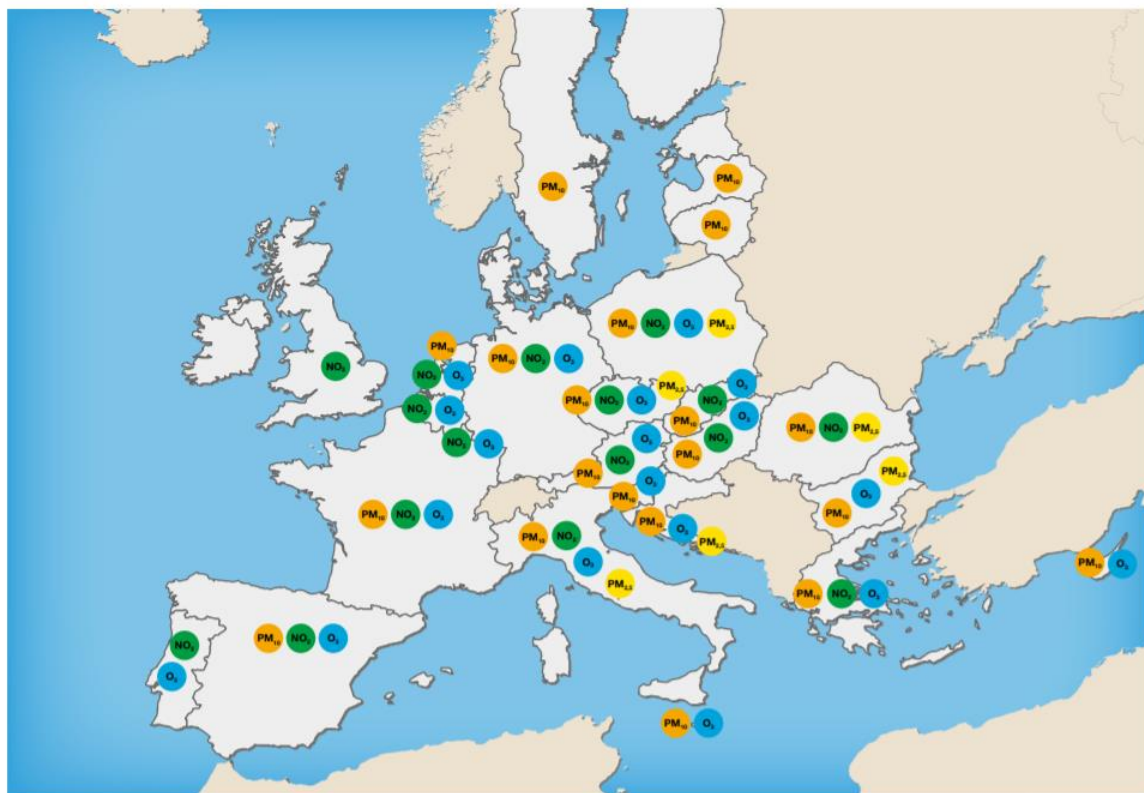 PM₁₀
PM₁₀
PM₁₀
PM₁₀ NO₂ O₃ PM₂,₅
NO₂
PM₁₀
NO₂ O₃
PM₁₀ NO₂ O₃
NO₂ O₃
NO₂ O₃
PM₁₀ NO₂ O₃ PM₂,₅
PM₁₀ NO₂ O₃
PM₁₀ NO₂ O₃
PM₁₀ NO₂ O₃
PM₁₀ NO₂ PM₂,₅
PM₁₀ O₃
PM₁₀ O₃ PM₂,₅
PM₁₀ O₃ PM₂,₅
PM₁₀ NO₂ O₃
PM₁₀ NO₂
O₃
PM₂,₅
PM₁₀ NO₂ O₃
PM₁₀ O₃
PM₁₀ NO₂ O₃
NO₂
O₃
PM₁₀ O₃